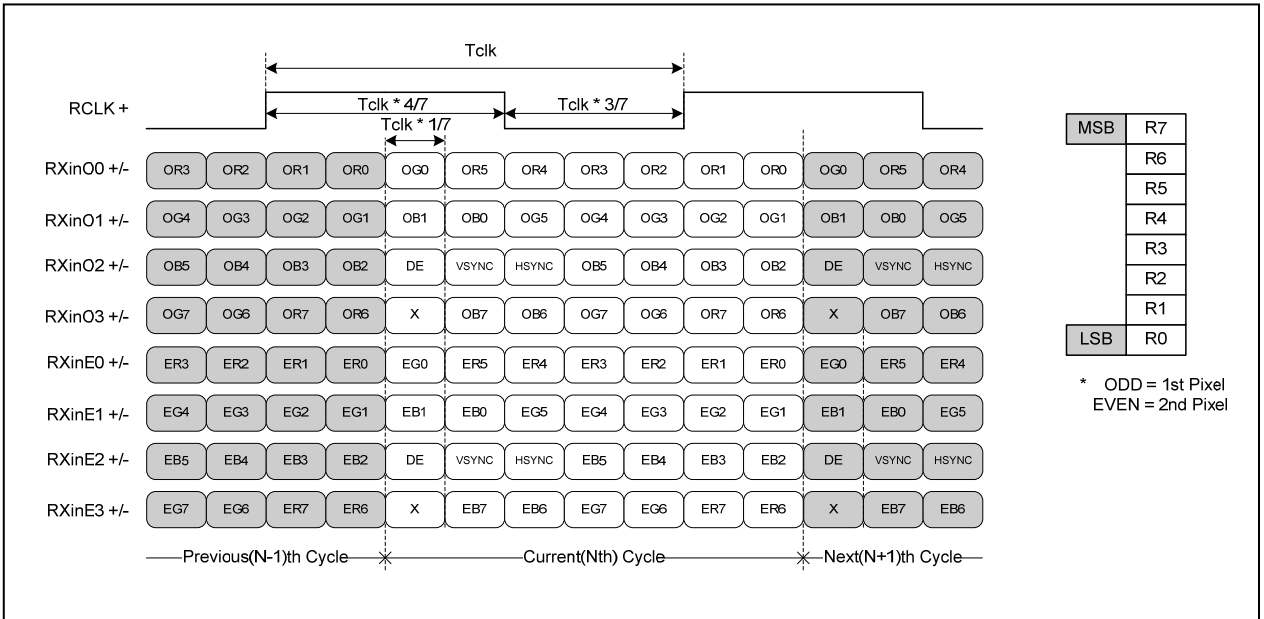 Tclk
RCLK +
Tclk * 4/7
Tclk * 3/7
Tclk * 1/7
RXinO0 +/- OR3 OR2 OR1 OR0 OG0 OR5 OR4 OR3 OR2 OR1 OR0 OG0 OR5 OR4
RXinO1 +/- OG4 OG3 OG2 OG1 OB1 OB0 OG5 OG4 OG3 OG2 OG1 OB1 OB0 OG5
RXinO2 +/- OB5 OB4 OB3 OB2 DE VSYNC HSYNC OB5 OB4 OB3 OB2 DE VSYNC HSYNC
RXinO3 +/- OG7 OG6 OR7 OR6 X OB7 OB6 OG7 OG6 OR7 OR6 X OB7 OB6
RXinE0 +/- ER3 ER2 ER1 ER0 EG0 ER5 ER4 ER3 ER2 ER1 ER0 EG0 ER5 ER4
RXinE1 +/- EG4 EG3 EG2 EG1 EB1 EB0 EG5 EG4 EG3 EG2 EG1 EB1 EB0 EG5
RXinE2 +/- EB5 EB4 EB3 EB2 DE VSYNC HSYNC EB5 EB4 EB3 EB2 DE VSYNC HSYNC
RXinE3 +/- EG7 EG6 ER7 ER6 X EB7 EB6 EG7 EG6 ER7 ER6 X EB7 EB6
Previous(N-1)th Cycle Current(Nth) Cycle Next(N+1)th Cycle
MSB R7
R6
R5
R4
R3
R2
R1
LSB R0
* ODD = 1st Pixel
EVEN = 2nd Pixel